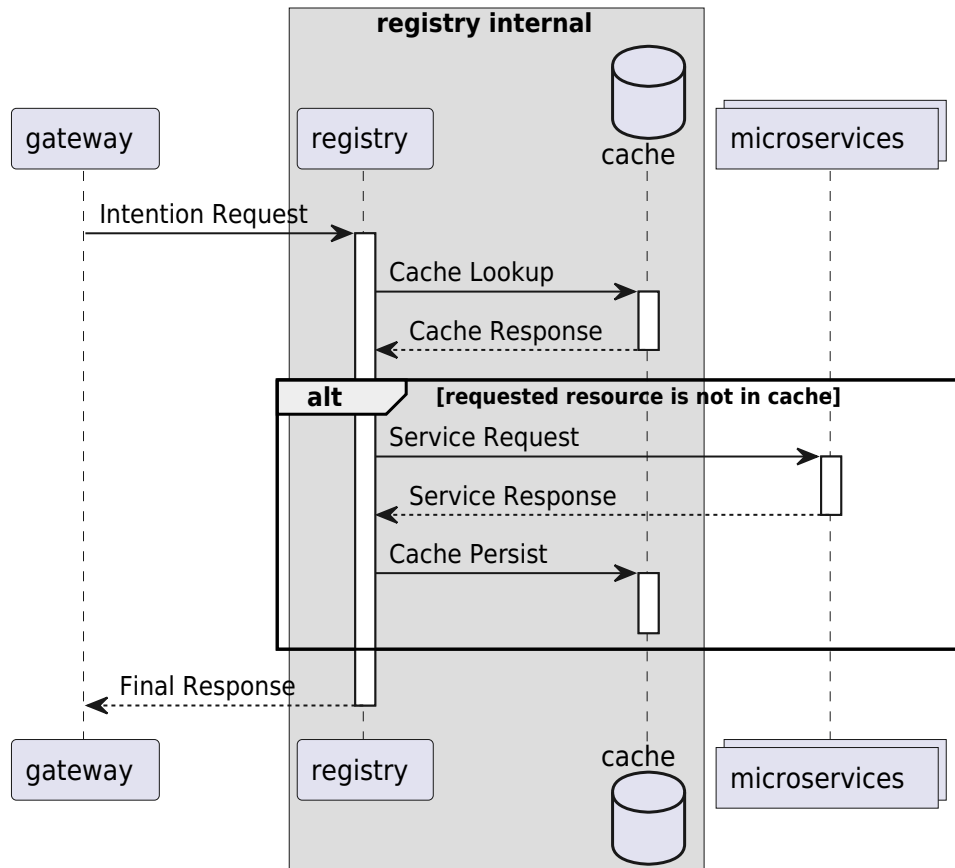 registry internal
gateway
registry
cache
microservices
Intention Request
Cache Lookup
Cache Response
alt
[requested resource is not in cache]
Service Request
Service Response
Cache Persist
Final Response
gateway
registry
cache
microservices